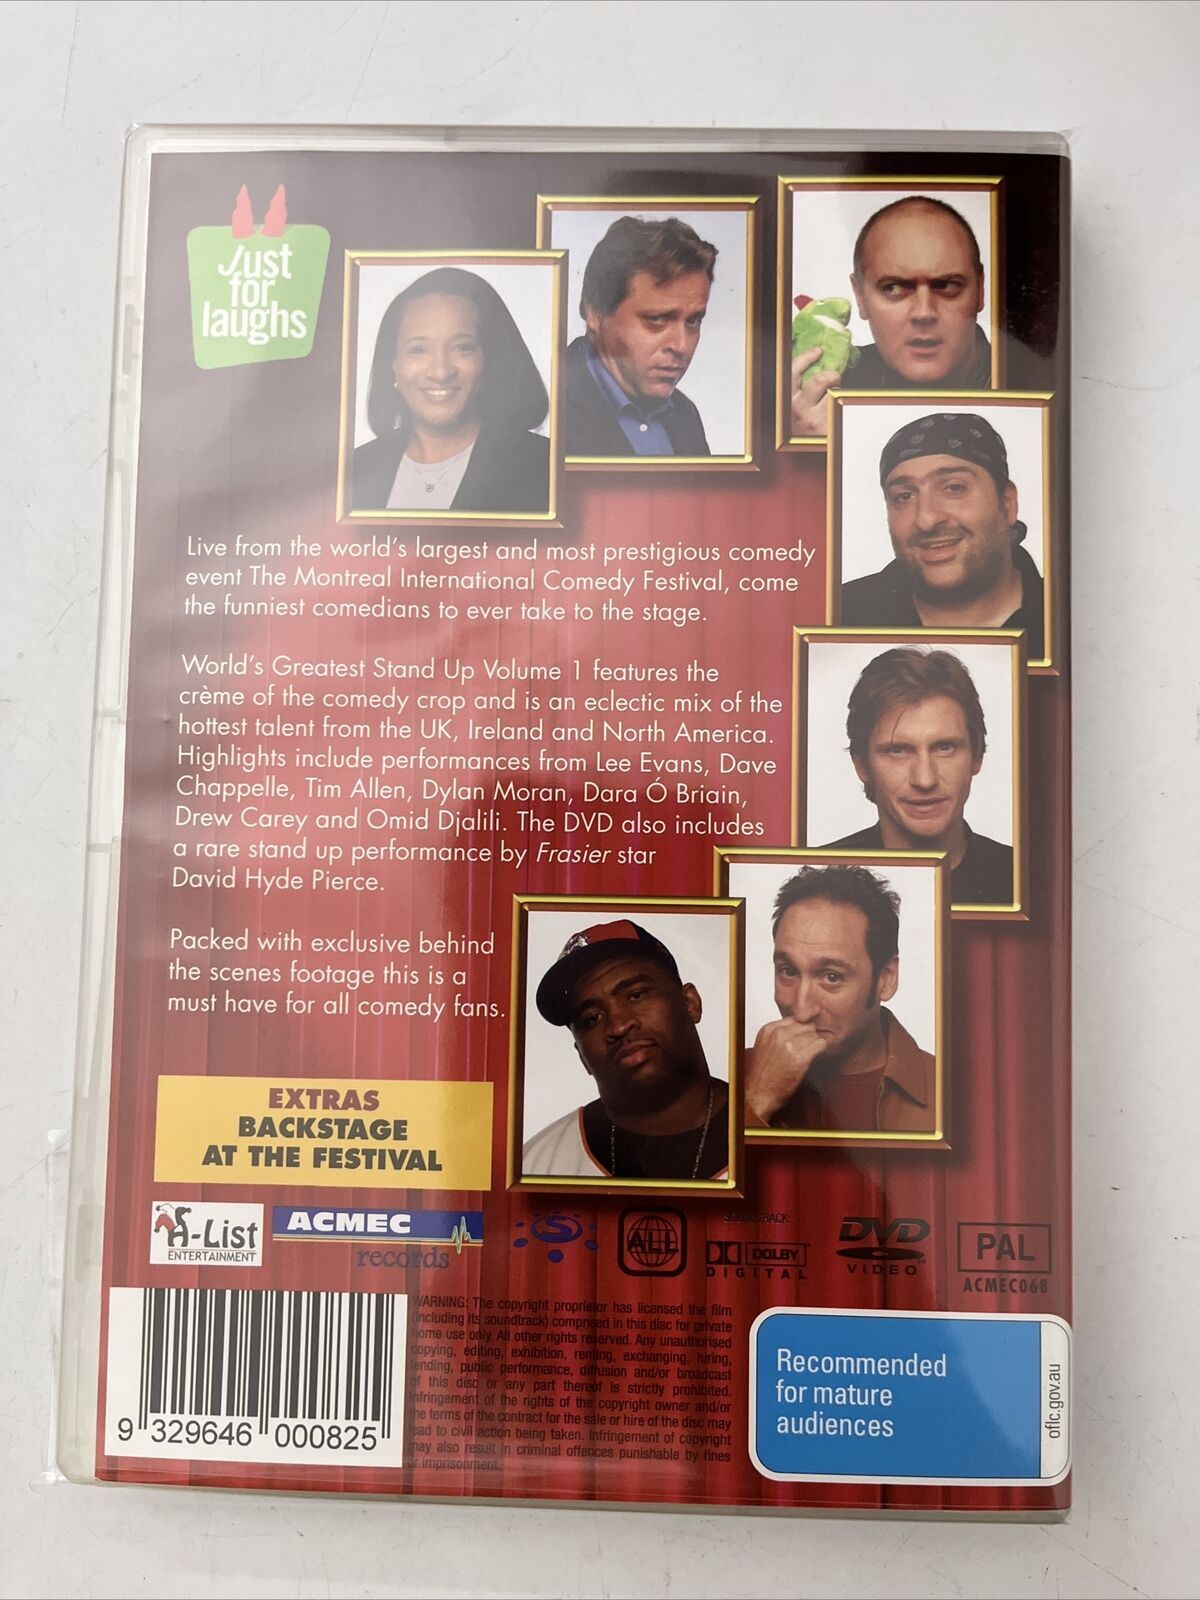 Just
for
laughs
Live from the world's largest and most prestigious comedy
event The Montreal International Comedy Festival, come
the funniest comedians to ever take to the stage.
World's Greatest Stand Up Volume 1 features the
crème of the comedy crop and is an eclectic mix of the
hottest talent from the UK, Ireland and North America.
Highlights include performances from Lee Evans, Dave
Chappelle, Tim Allen, Dylan Moran, Dara Ó Briain,
Drew Carey and Omid Djalili. The DVD also includes
a rare stand up performance by Frasier star
David Hyde Pierce.
Packed with exclusive behind
the scenes footage this is a
must have for all comedy fans.
EXTRAS
BACKSTAGE
AT THE FESTIVAL
A-List
ENTERTAINMENT
ACMEC
records
S
ALL
SOUNDTRACK:
DOLBY
DIGITAL
DVD
VIDEO
PAL
ACMEC068
9 329646 000825
WARNING: The copyright proprietor has licensed the film
(including its soundtrack) comprised in this disc for private
home use only. All other rights reserved. Any unauthorised
copying, editing, exhibition, renting, exchanging, hiring,
lending, public performance, diffusion and/or broadcast
of this disc or any part thereof is strictly prohibited.
Infringement of the rights of the copyright owner and/or
the terms of the contract for the sale or hire of the disc may
lead to civil action being taken. Infringement of copyright
may also result in criminal offences punishable by fines
or imprisonment.
Recommended
for mature
audiences
oflc.gov.au